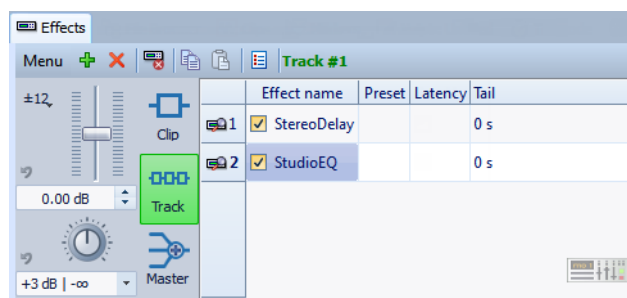 Effects
Menu Track #1
±12 Effect name Preset Latency Tail
Clip
1 StereoDelay 0 s
2 StudioEQ 0 s
0.00 dB
Track
+3 dB | -∞
Master